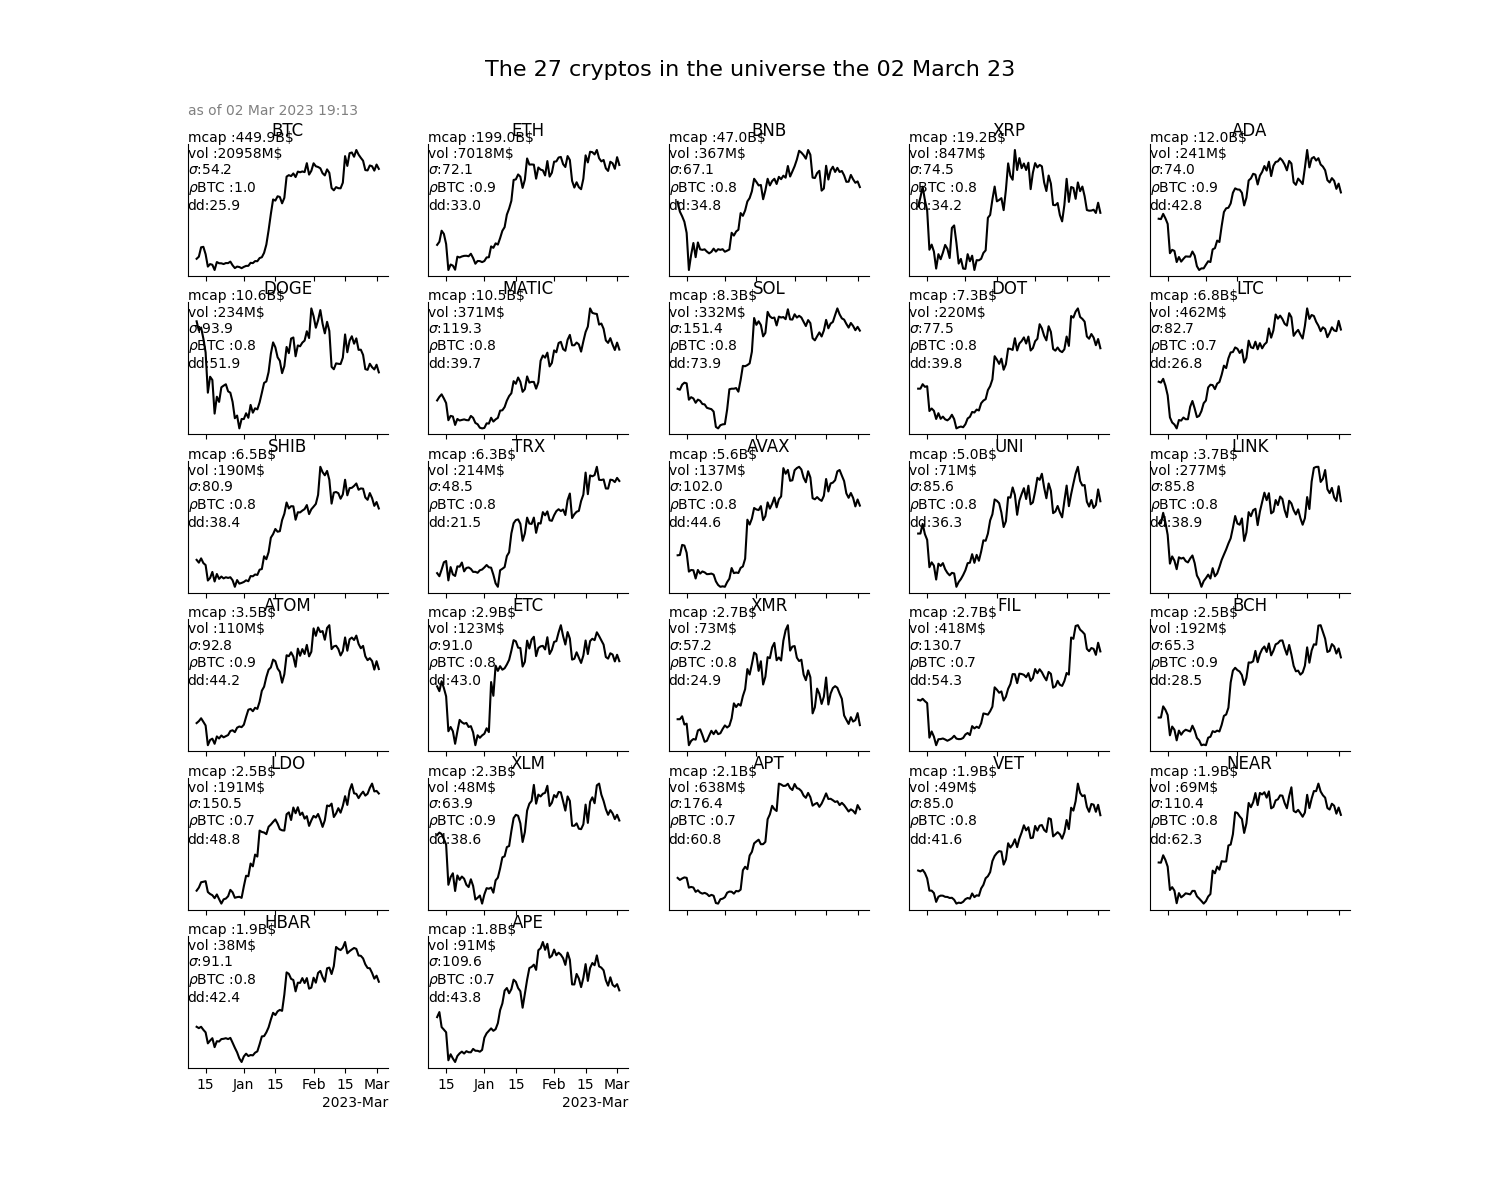 The 27 cryptos in the universe the 02 March 23
as of 02 Mar 2023 19:13
BTC
mcap :449.9B$
vol :20958M$
σ:54.2
ρBTC :1.0
dd:25.9
ETH
mcap :199.0B$
vol :7018M$
σ:72.1
ρBTC :0.9
dd:33.0
BNB
mcap :47.0B$
vol :367M$
σ:67.1
ρBTC :0.8
dd:34.8
XRP
mcap :19.2B$
vol :847M$
σ:74.5
ρBTC :0.8
dd:34.2
ADA
mcap :12.0B$
vol :241M$
σ:74.0
ρBTC :0.9
dd:42.8
DOGE
mcap :10.6B$
vol :234M$
σ:93.9
ρBTC :0.8
dd:51.9
MATIC
mcap :10.5B$
vol :371M$
σ:119.3
ρBTC :0.8
dd:39.7
SOL
mcap :8.3B$
vol :332M$
σ:151.4
ρBTC :0.8
dd:73.9
DOT
mcap :7.3B$
vol :220M$
σ:77.5
ρBTC :0.8
dd:39.8
LTC
mcap :6.8B$
vol :462M$
σ:82.7
ρBTC :0.7
dd:26.8
SHIB
mcap :6.5B$
vol :190M$
σ:80.9
ρBTC :0.8
dd:38.4
TRX
mcap :6.3B$
vol :214M$
σ:48.5
ρBTC :0.8
dd:21.5
AVAX
mcap :5.6B$
vol :137M$
σ:102.0
ρBTC :0.8
dd:44.6
UNI
mcap :5.0B$
vol :71M$
σ:85.6
ρBTC :0.8
dd:36.3
LINK
mcap :3.7B$
vol :277M$
σ:85.8
ρBTC :0.8
dd:38.9
ATOM
mcap :3.5B$
vol :110M$
σ:92.8
ρBTC :0.9
dd:44.2
ETC
mcap :2.9B$
vol :123M$
σ:91.0
ρBTC :0.8
dd:43.0
XMR
mcap :2.7B$
vol :73M$
σ:57.2
ρBTC :0.8
dd:24.9
FIL
mcap :2.7B$
vol :418M$
σ:130.7
ρBTC :0.7
dd:54.3
BCH
mcap :2.5B$
vol :192M$
σ:65.3
ρBTC :0.9
dd:28.5
LDO
mcap :2.5B$
vol :191M$
σ:150.5
ρBTC :0.7
dd:48.8
XLM
mcap :2.3B$
vol :48M$
σ:63.9
ρBTC :0.9
dd:38.6
APT
mcap :2.1B$
vol :638M$
σ:176.4
ρBTC :0.7
dd:60.8
VET
mcap :1.9B$
vol :49M$
σ:85.0
ρBTC :0.8
dd:41.6
NEAR
mcap :1.9B$
vol :69M$
σ:110.4
ρBTC :0.8
dd:62.3
HBAR
mcap :1.9B$
vol :38M$
σ:91.1
ρBTC :0.8
dd:42.4
15 Jan 15 Feb 15 Mar
2023-Mar
APE
mcap :1.8B$
vol :91M$
σ:109.6
ρBTC :0.7
dd:43.8
15 Jan 15 Feb 15 Mar
2023-Mar